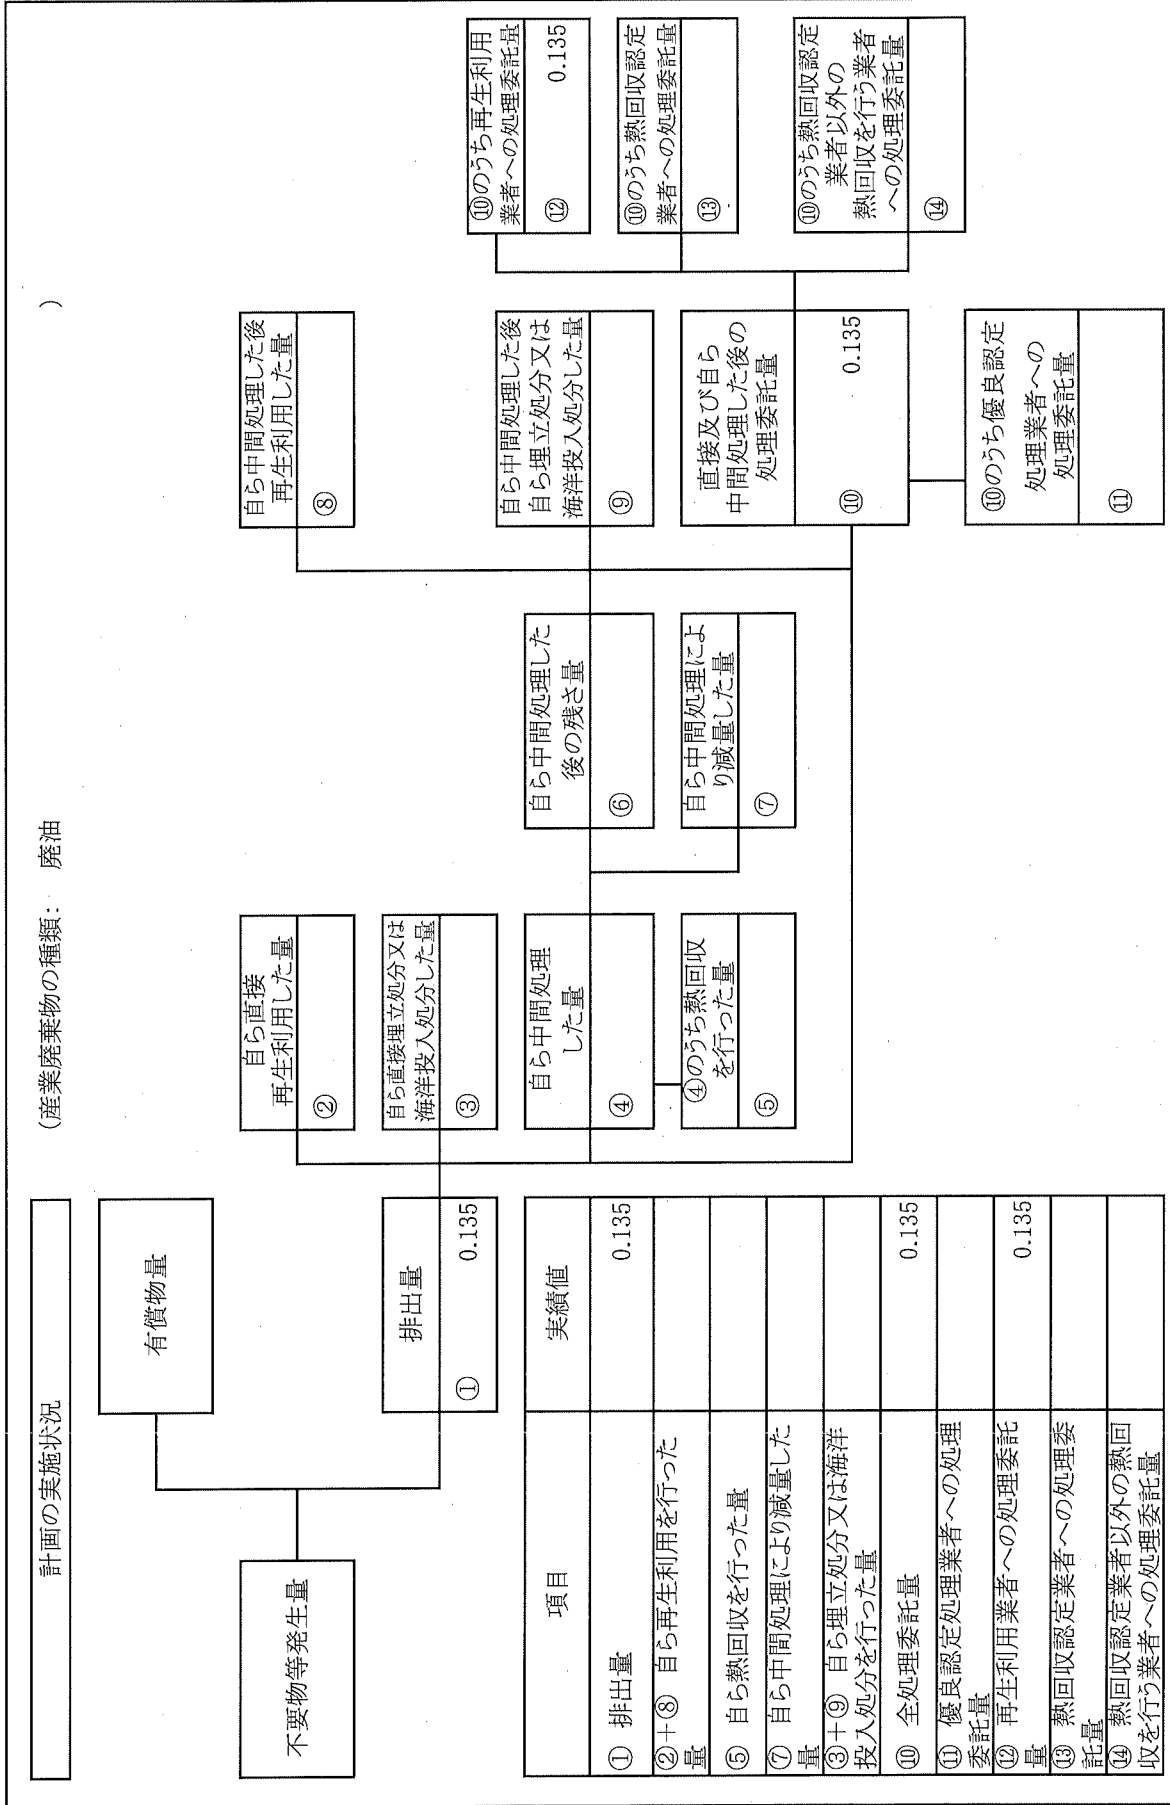 計画の実施状況
(産業廃棄物の種類： 廃油 )
不要物等発生量
有償物量
排出量
① 0.135
自ら直接
再生利用した量
②
自ら直接埋立処分又は
海洋投入処分した量
③
自ら中間処理
した量
④
④のうち熱回収
を行った量
⑤
自ら中間処理した
後の残さ量
⑥
自ら中間処理によ
り減量した量
⑦
自ら中間処理した後
再生利用した量
⑧
自ら中間処理した後
自ら埋立処分又は
海洋投入処分した量
⑨
直接及び自ら
中間処理した後の
処理委託量
⑩ 0.135
⑩のうち優良認定
処理業者への
処理委託量
⑪
⑩のうち再生利用
業者への処理委託量
⑫ 0.135
⑩のうち熱回収認定
業者への処理委託量
⑬
⑩のうち熱回収認定
業者以外の
熱回収を行う業者
への処理委託量
⑭
項目 実績値
① 排出量 0.135
②＋⑧ 自ら再生利用を行った
量
⑤ 自ら熱回収を行った量
⑦ 自ら中間処理により減量した
量
③＋⑨ 自ら埋立処分又は海洋
投入処分を行った量
⑩ 全処理委託量 0.135
⑪ 優良認定処理業者への処理
委託量
⑫ 再生利用業者への処理委託
量 0.135
⑬ 熱回収認定業者への処理委
託量
⑭ 熱回収認定業者以外の熱回
収を行う業者への処理委託量